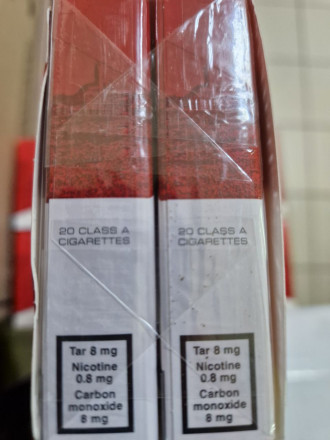 20 CLASS A
CIGARETTES
Tar 8 mg
Nicotine
0.8 mg
Carbon
monoxide
8 mg
20 CLASS A
CIGARETTES
Tar 8 mg
Nicotine
0.8 mg
Carbon
monoxide
8 mg